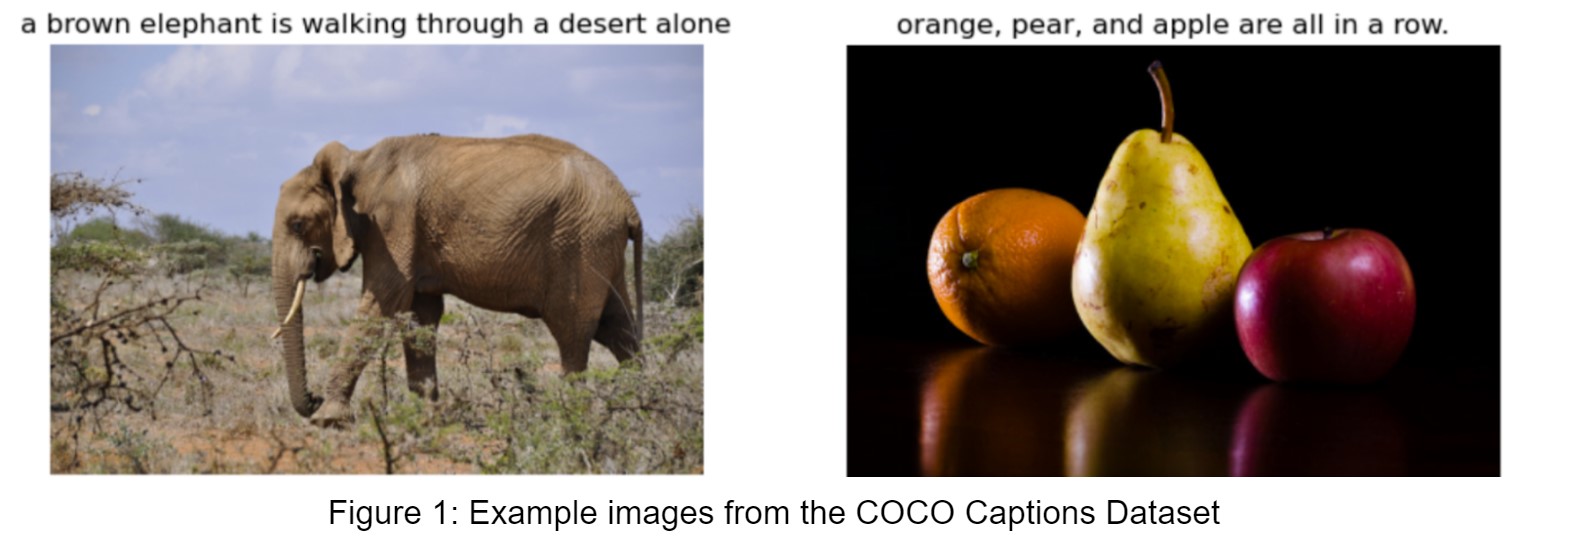 a brown elephant is walking through a desert alone
orange, pear, and apple are all in a row.
Figure 1: Example images from the COCO Captions Dataset